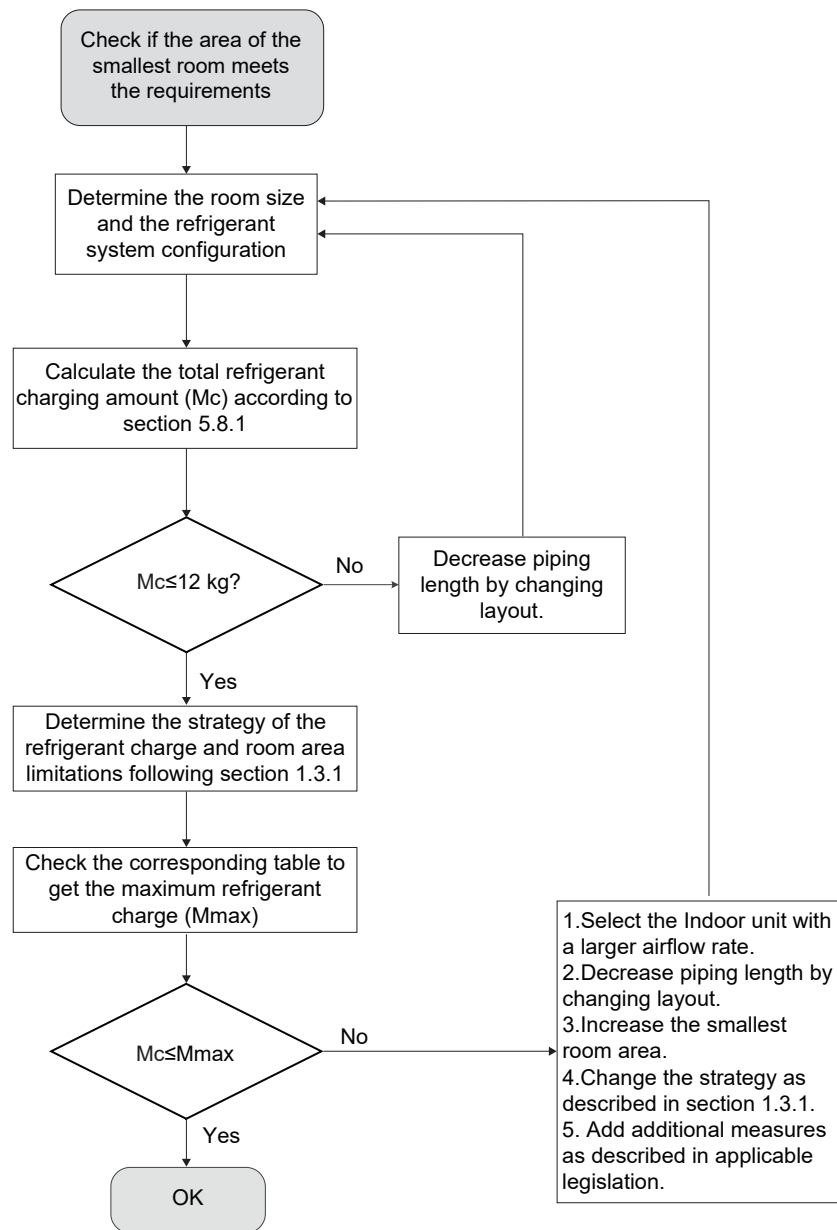 Check if the area of the
smallest room meets
the requirements
Determine the room size
and the refrigerant
system configuration
Calculate the total refrigerant
charging amount (Mc) according to
section 5.8.1
Mc≤12 kg?
No
Decrease piping
length by changing
layout.
Yes
Determine the strategy of the
refrigerant charge and room area
limitations following section 1.3.1
Check the corresponding table to
get the maximum refrigerant
charge (Mmax)
Mc≤Mmax
No
1.Select the Indoor unit with
a larger airflow rate.
2.Decrease piping length by
changing layout.
3.Increase the smallest
room area.
4.Change the strategy as
described in section 1.3.1.
5. Add additional measures
as described in applicable
legislation.
Yes
OK